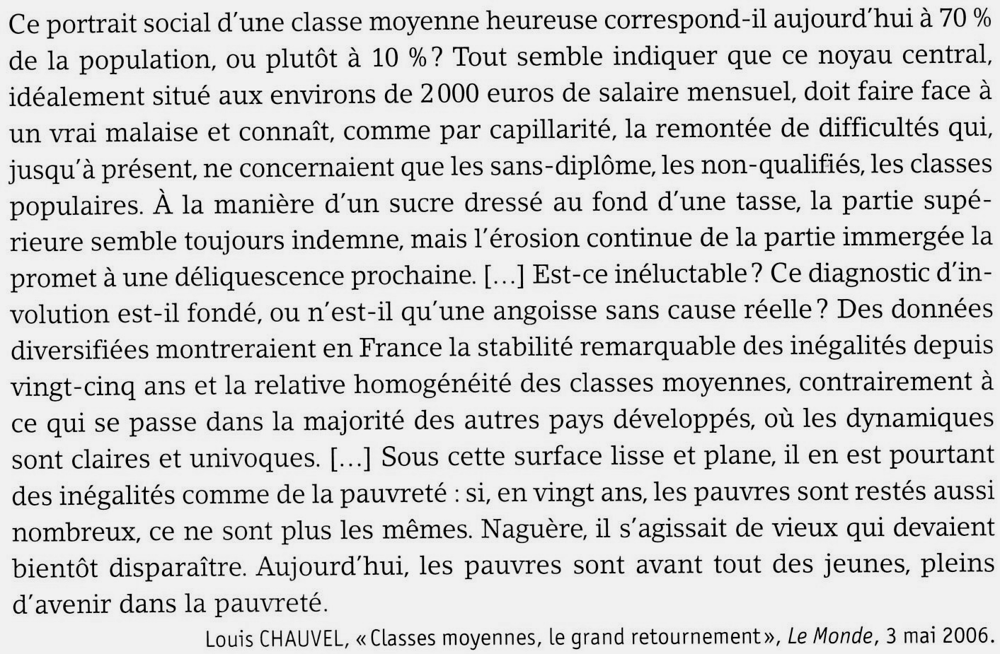 Ce portrait social d'une classe moyenne heureuse correspond-il aujourd'hui à 70 %
de la population, ou plutôt à 10 % ? Tout semble indiquer que ce noyau central,
idéalement situé aux environs de 2 000 euros de salaire mensuel, doit faire face à
un vrai malaise et connaît, comme par capillarité, la remontée de difficultés qui,
jusqu'à présent, ne concernaient que les sans-diplôme, les non-qualifiés, les classes
populaires. À la manière d'un sucre dressé au fond d'une tasse, la partie supé-
rieure semble toujours indemne, mais l'érosion continue de la partie immergée la
promet à une déliquescence prochaine. [...] Est-ce inéluctable ? Ce diagnostic d'in-
volution est-il fondé, ou n'est-il qu'une angoisse sans cause réelle ? Des données
diversifiées montreraient en France la stabilité remarquable des inégalités depuis
vingt-cinq ans et la relative homogénéité des classes moyennes, contrairement à
ce qui se passe dans la majorité des autres pays développés, où les dynamiques
sont claires et univoques. [...] Sous cette surface lisse et plane, il en est pourtant
des inégalités comme de la pauvreté : si, en vingt ans, les pauvres sont restés aussi
nombreux, ce ne sont plus les mêmes. Naguère, il s'agissait de vieux qui devaient
bientôt disparaître. Aujourd'hui, les pauvres sont avant tout des jeunes, pleins
d'avenir dans la pauvreté.
Louis CHAUVEL, « Classes moyennes, le grand retournement », Le Monde, 3 mai 2006.